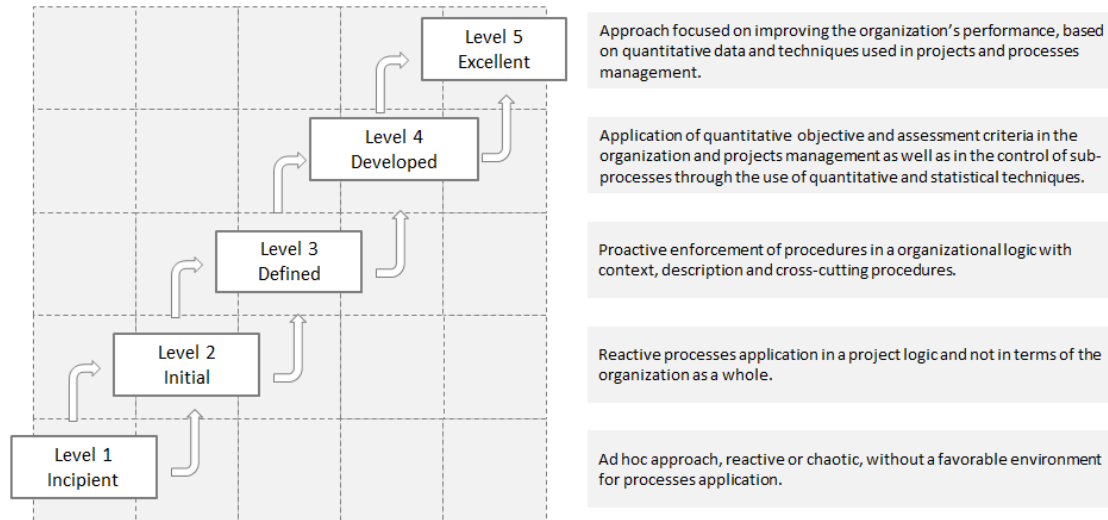 Level 5
Excellent
Approach focused on improving the organization's performance, based
on quantitative data and techniques used in projects and processes
management.
Level 4
Developed
Application of quantitative objective and assessment criteria in the
organization and projects management as well as in the control of sub-
processes through the use of quantitative and statistical techniques.
Level 3
Defined
Proactive enforcement of procedures in a organizational logic with
context, description and cross-cutting procedures.
Level 2
Initial
Reactive processes application in a project logic and not in terms of the
organization as a whole.
Level 1
Incipient
Ad hoc approach, reactive or chaotic, without a favorable environment
for processes application.